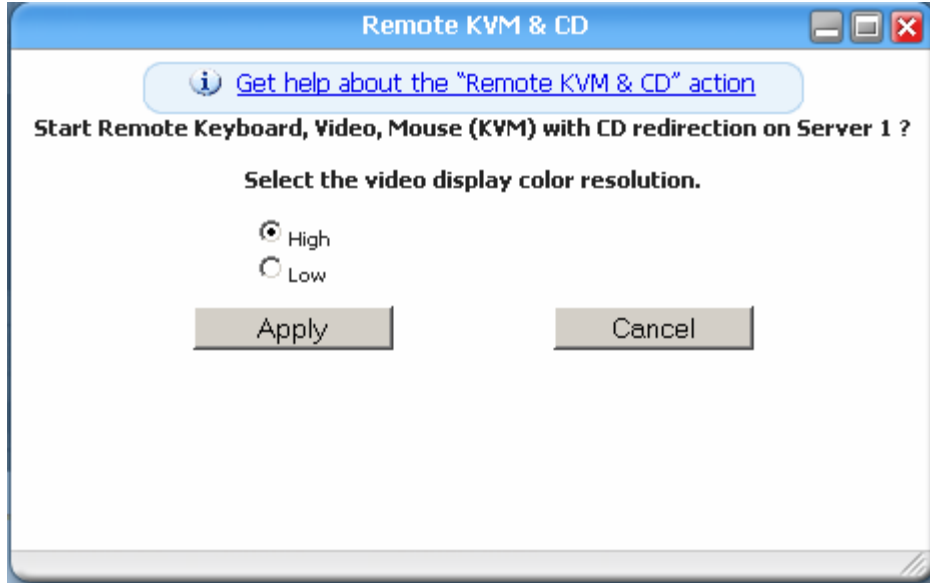 Remote KVM & CD
Get help about the "Remote KVM & CD" action
Start Remote Keyboard, Video, Mouse (KVM) with CD redirection on Server 1 ?
Select the video display color resolution.
High
Low
Apply Cancel